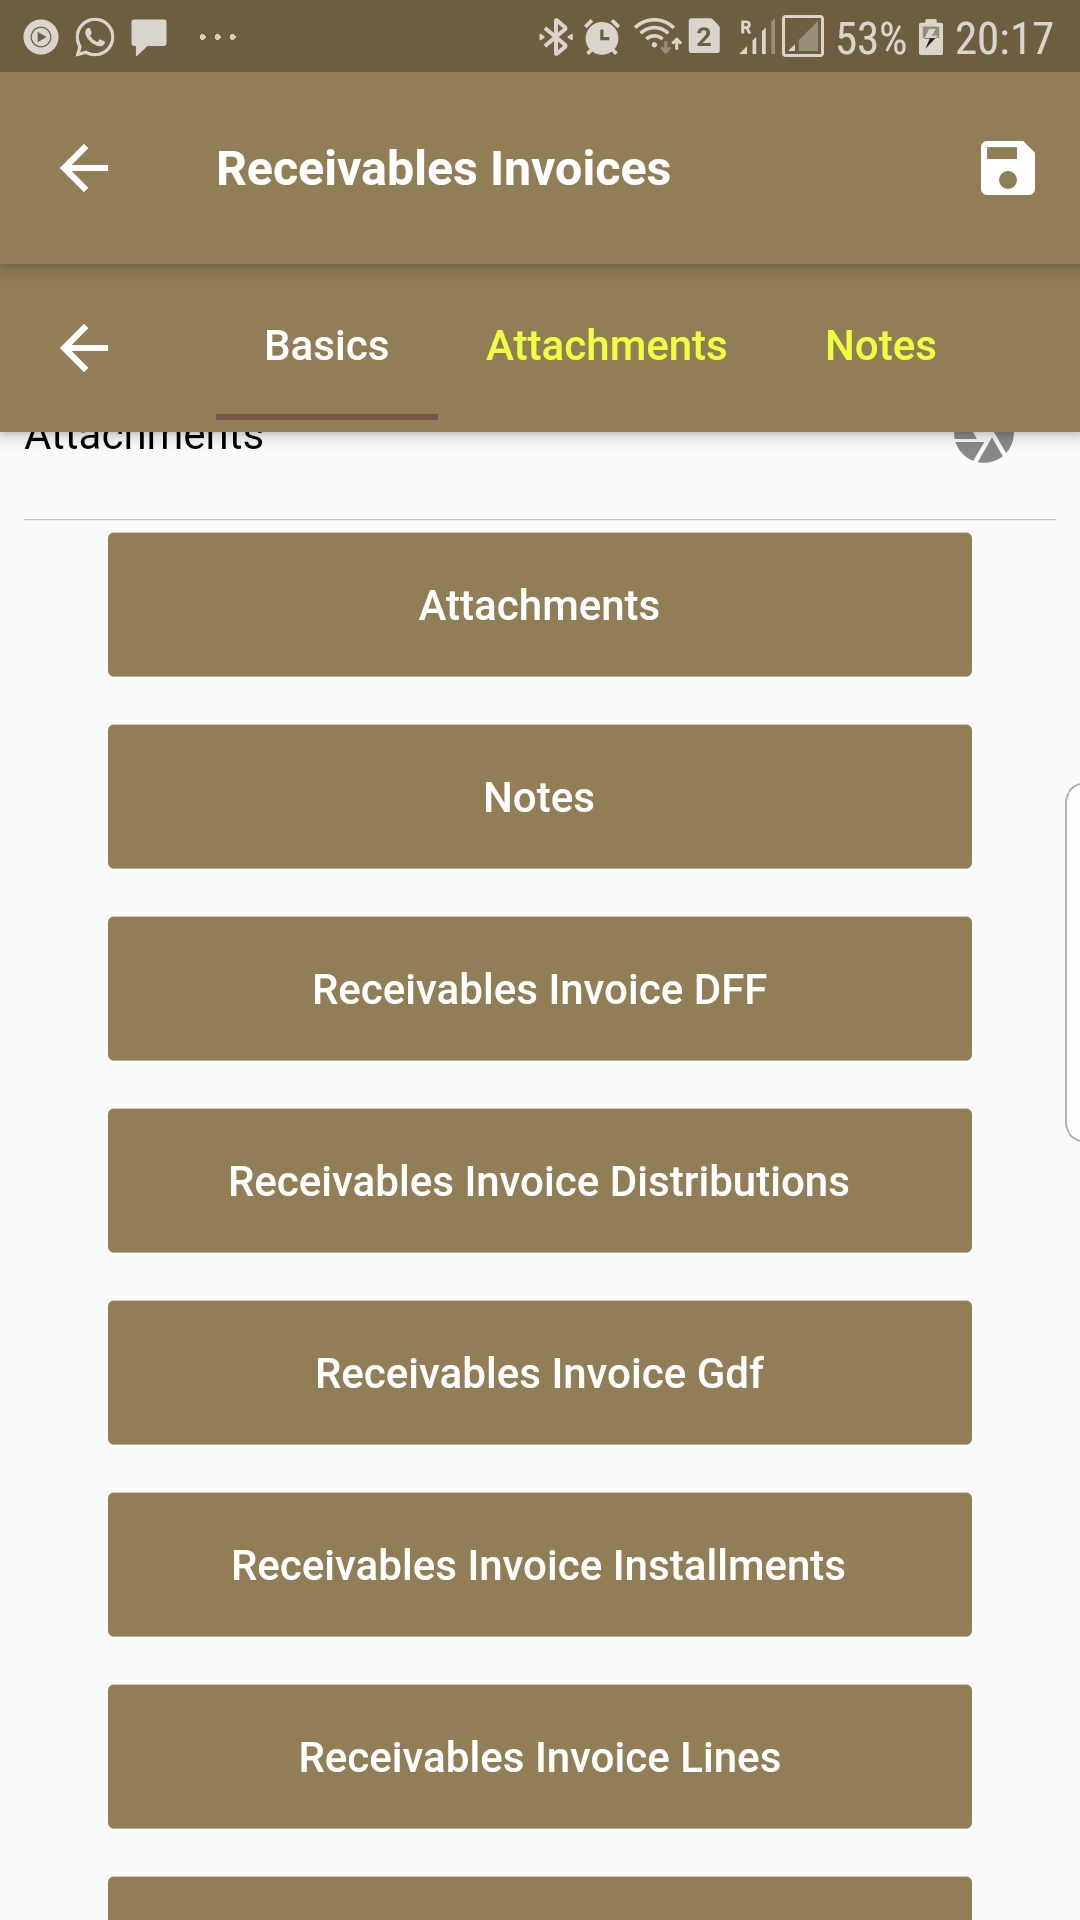 2 R 53% 20:17
Receivables Invoices
Basics Attachments Notes
Attachments
Attachments
Notes
Receivables Invoice DFF
Receivables Invoice Distributions
Receivables Invoice Gdf
Receivables Invoice Installments
Receivables Invoice Lines